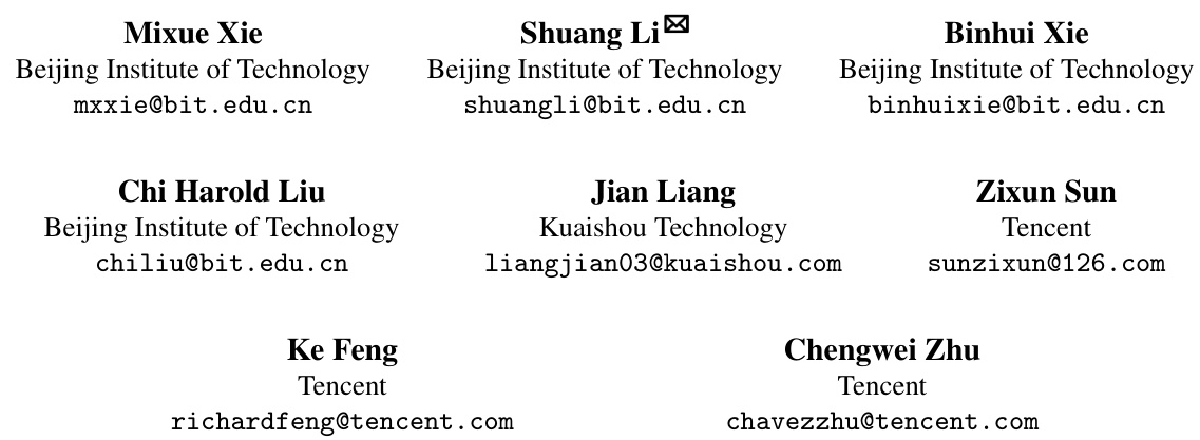 Mixue Xie
Beijing Institute of Technology
mxxie@bit.edu.cn
Shuang Li✉
Beijing Institute of Technology
shuangli@bit.edu.cn
Binhui Xie
Beijing Institute of Technology
binhuixie@bit.edu.cn
Chi Harold Liu
Beijing Institute of Technology
chiliu@bit.edu.cn
Jian Liang
Kuaishou Technology
liangjian03@kuaishou.com
Zixun Sun
Tencent
sunzixun@126.com
Ke Feng
Tencent
richardfeng@tencent.com
Chengwei Zhu
Tencent
chavezzhu@tencent.com